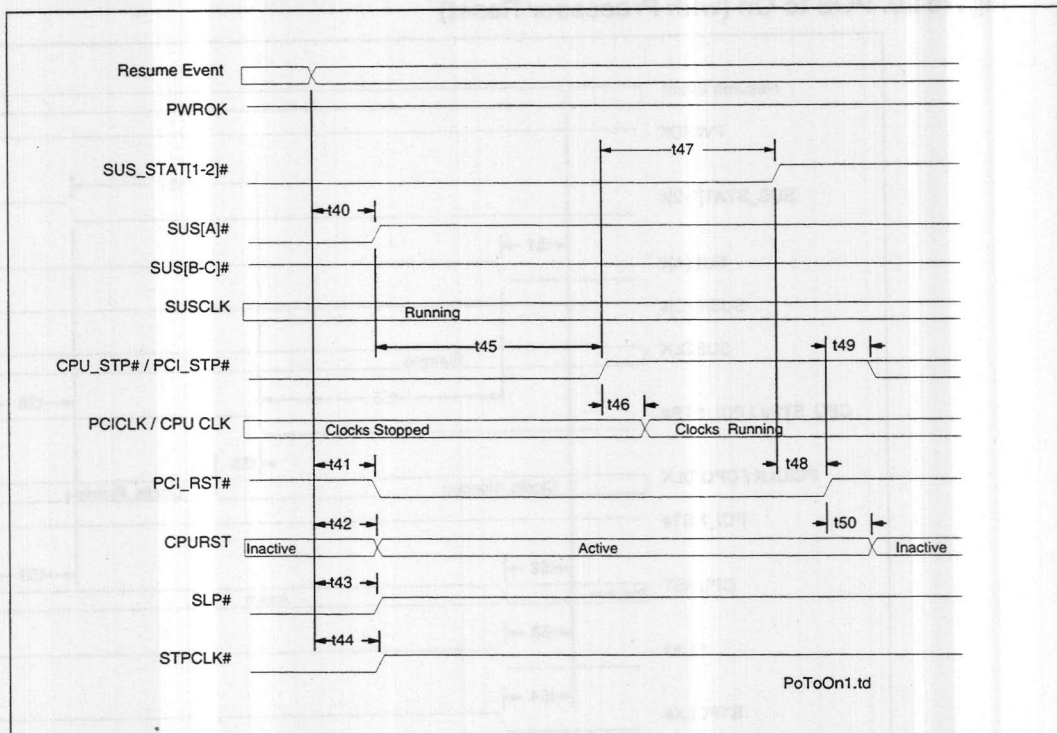 Resume Event
PWROK
t47
SUS_STAT[1-2]#
t40
SUS[A]#
SUS[B-C]#
SUSCLK
Running
t45
t49
CPU_STP# / PCI_STP#
t46
PCICLK / CPU CLK
Clocks Stopped
Clocks Running
t41
t48
PCI_RST#
t42
t50
CPURST
Inactive
Active
Inactive
t43
SLP#
t44
STPCLK#
PoToOn1.td